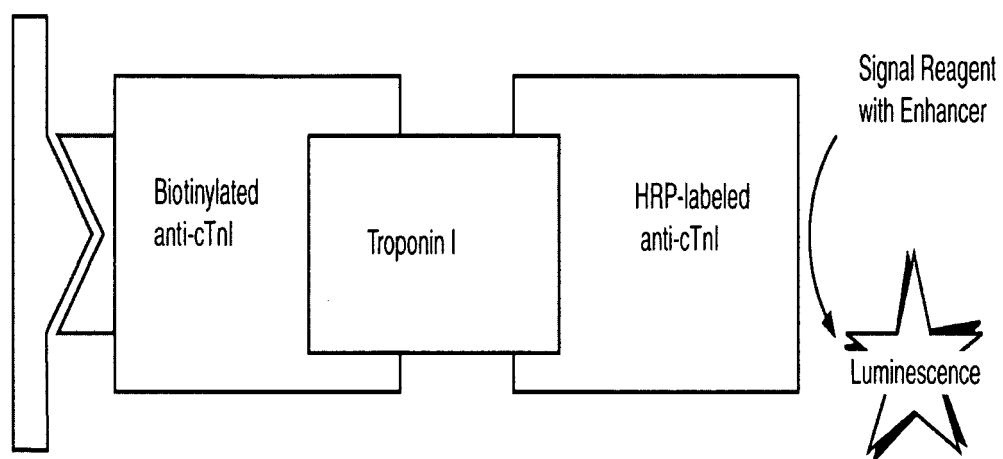 Signal Reagent
with Enhancer
Biotinylated
anti-cTnI
Troponin I
HRP-labeled
anti-cTnI
Luminescence